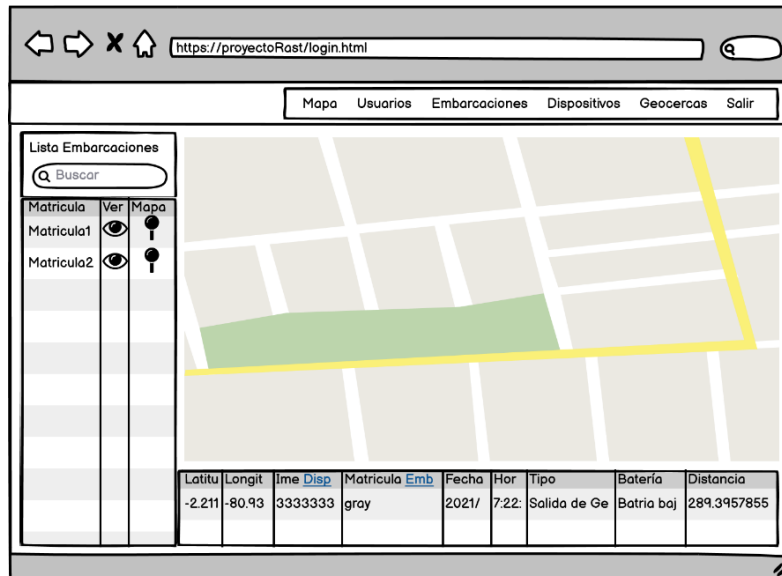 https://proyectoRast/login.html
Mapa Usuarios Embarcaciones Dispositivos Geocercas Salir
Lista Embarcaciones
Buscar
Matricula Ver Mapa
Matricula1
Matricula2
Latitu Longit Ime Disp Matricula Emb Fecha Hor Tipo Batería Distancia
-2.211 -80.93 3333333 gray 2021/ 7:22: Salida de Ge Batria baj 289.3957855